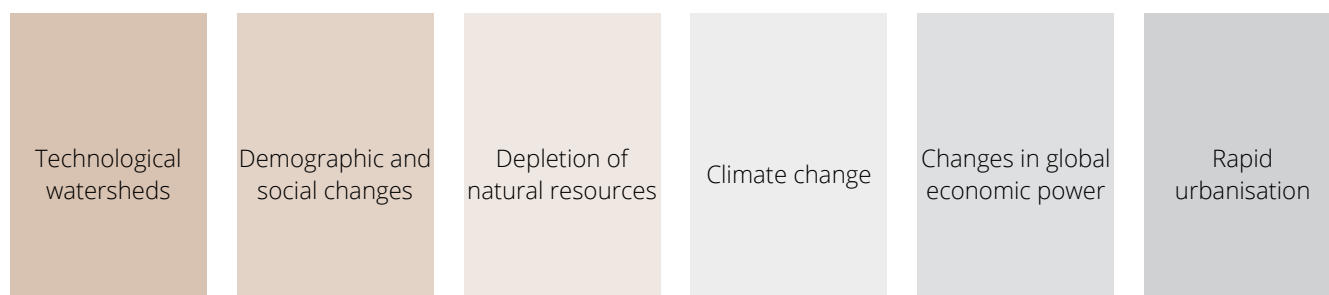 Technological
watersheds
Demographic and
social changes
Depletion of
natural resources
Climate change
Changes in global
economic power
Rapid
urbanisation